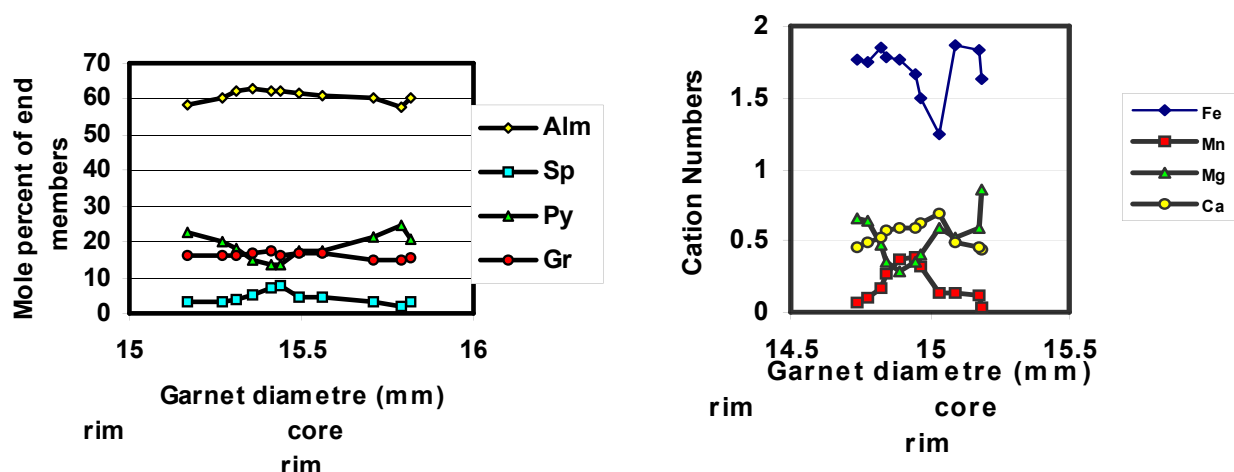 Mole percent of end
members
70
60
50
40
30
20
10
0
15
15.5
16
Garnet diametre (mm)
rim core
rim
Alm
Sp
Py
Gr
Cation Numbers
2
1.5
1
0.5
0
14.5
15
15.5
Garnet diametre (mm)
rim core
rim
Fe
Mn
Mg
Ca